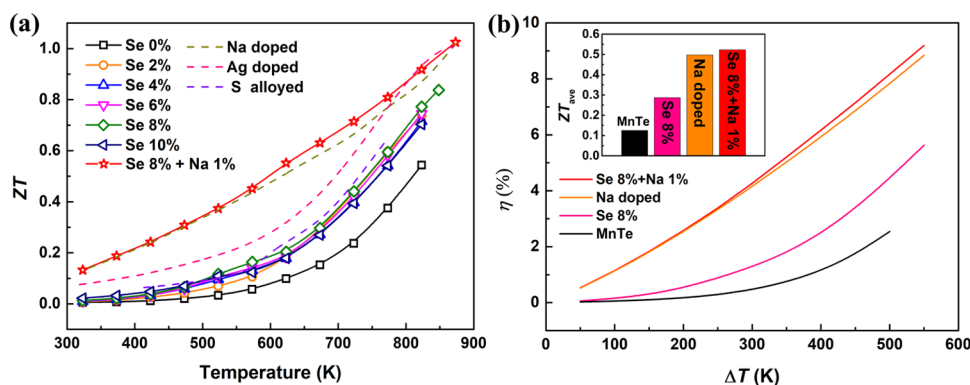 (a)
ZT
1.0
0.8
0.6
0.4
0.2
0.0
Se 0%
Se 2%
Se 4%
Se 6%
Se 8%
Se 10%
Se 8% + Na 1%
Na doped
Ag doped
S alloyed
300 400 500 600 700 800 900
Temperature (K)
(b)
η (%)
10
8
6
4
2
0
ZTave
0.6
0.5
0.4
0.3
0.2
0.1
0.0
MnTe
Se 8%
Na doped
Se 8%+Na 1%
Se 8%+Na 1%
Na doped
Se 8%
MnTe
0 100 200 300 400 500 600
ΔT (K)